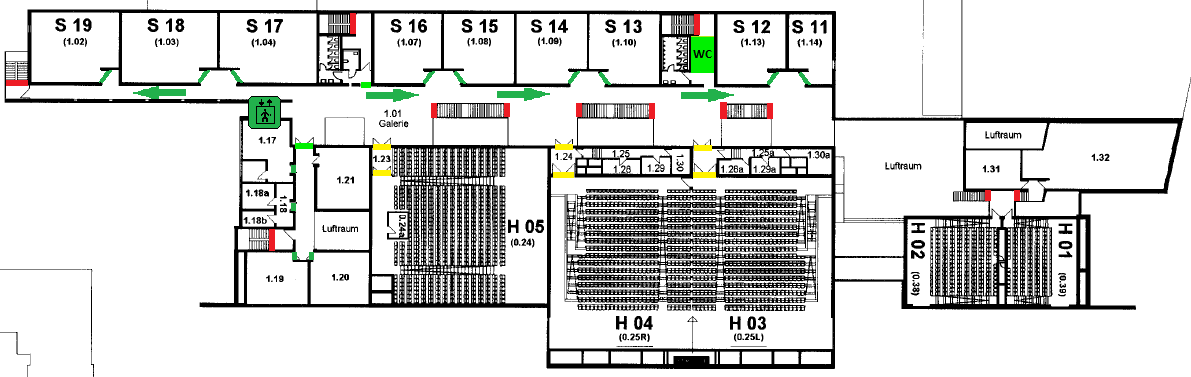 S 19
(1.02)
S 18
(1.03)
S 17
(1.04)
S 16
(1.07)
S 15
(1.08)
S 14
(1.09)
S 13
(1.10)
WC
S 12
(1.13)
S 11
(1.14)
1.01
Galerie
1.17
1.18a
1.18
1.18b
1.19
1.20
1.21
Luftraum
1.23
0.24a
H 05
(0.24)
1.24
1.25
1.28
1.29
1.30
1.25a
1.28a
1.29a
1.30a
H 04
(0.25R)
H 03
(0.25L)
Luftraum
Luftraum
1.31
1.32
H 02
(0.38)
H 01
(0.39)